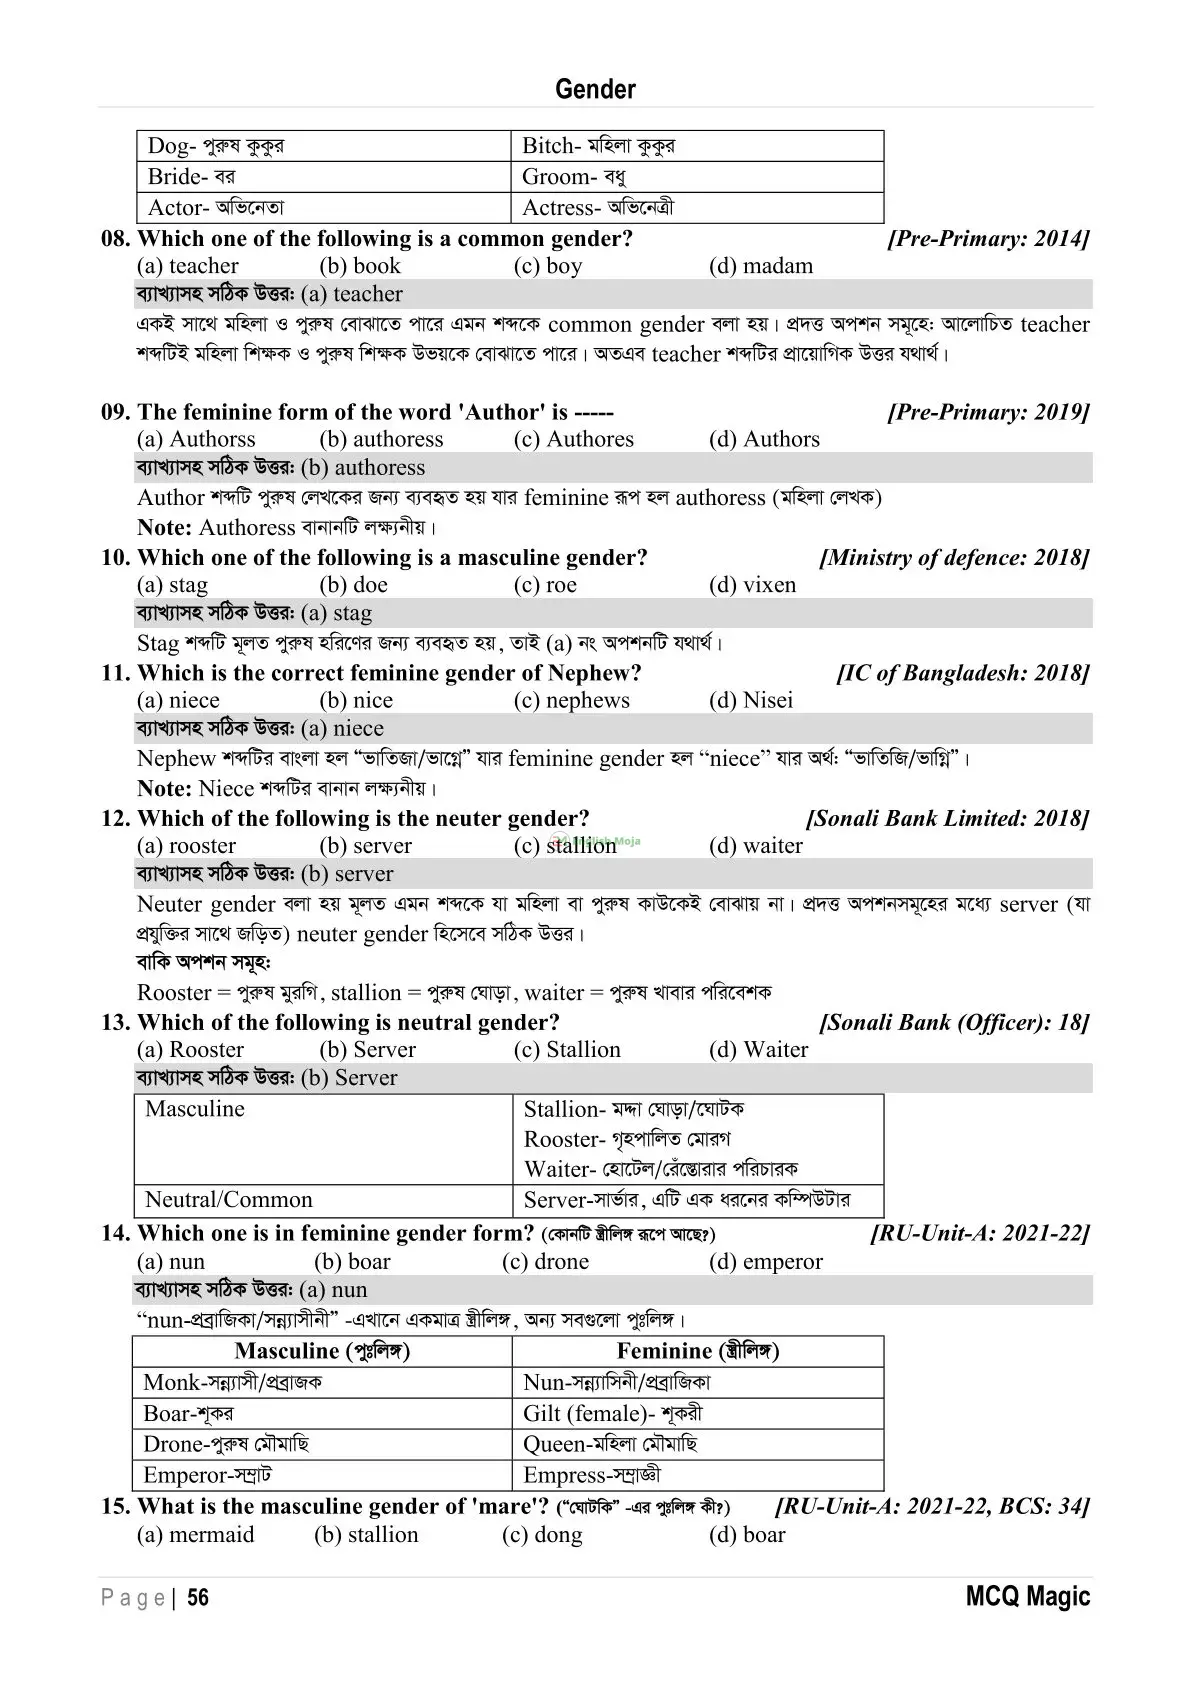 Gender
Dog- পুরুষ কুকুর	Bitch- মহিলা কুকুর
Bride- বর	Groom- বধু
Actor- অভিনেতা	Actress- অভিনেত্রী
08. Which one of the following is a common gender? [Pre-Primary: 2014]
(a) teacher (b) book (c) boy (d) madam
ব্যাখ্যাসহ সঠিক উত্তর: (a) teacher
একই সাথে মহিলা ও পুরুষ বোঝাতে পারে এমন শব্দকে common gender বলা হয়। প্রদত্ত অপশন সমূহে: আলোচিত teacher
শব্দটিই মহিলা শিক্ষক ও পুরুষ শিক্ষক উভয়কে বোঝাতে পারে। অতএব teacher শব্দটির প্রায়োগিক উত্তর যথার্থ।
09. The feminine form of the word 'Author' is ----- [Pre-Primary: 2019]
(a) Authorss (b) authoress (c) Authores (d) Authors
ব্যাখ্যাসহ সঠিক উত্তর: (b) authoress
Author শব্দটি পুরুষ লেখকের জন্য ব্যবহৃত হয় যার feminine রূপ হল authoress (মহিলা লেখক)
Note: Authoress বানানটি লক্ষ্যনীয়।
10. Which one of the following is a masculine gender? [Ministry of defence: 2018]
(a) stag (b) doe (c) roe (d) vixen
ব্যাখ্যাসহ সঠিক উত্তর: (a) stag
Stag শব্দটি মূলত পুরুষ হরিণের জন্য ব্যবহৃত হয়, তাই (a) নং অপশনটি যথার্থ।
11. Which is the correct feminine gender of Nephew? [IC of Bangladesh: 2018]
(a) niece (b) nice (c) nephews (d) Nisei
ব্যাখ্যাসহ সঠিক উত্তর: (a) niece
Nephew শব্দটির বাংলা হল “ভাতিজা/ভাগ্নে” যার feminine gender হল “niece” যার অর্থ: “ভাতিজি/ভাগ্নি”।
Note: Niece শব্দটির বানান লক্ষ্যনীয়।
12. Which of the following is the neuter gender? [Sonali Bank Limited: 2018]
(a) rooster (b) server (c) stallion (d) waiter
ব্যাখ্যাসহ সঠিক উত্তর: (b) server
Neuter gender বলা হয় মূলত এমন শব্দকে যা মহিলা বা পুরুষ কাউকেই বোঝায় না। প্রদত্ত অপশনসমূহের মধ্যে server (যা
প্রযুক্তির সাথে জড়িত) neuter gender হিসেবে সঠিক উত্তর।
বাকি অপশন সমূহ:
Rooster = পুরুষ মুরগি, stallion = পুরুষ ঘোড়া, waiter = পুরুষ খাবার পরিবেশক
13. Which of the following is neutral gender? [Sonali Bank (Officer): 18]
(a) Rooster (b) Server (c) Stallion (d) Waiter
ব্যাখ্যাসহ সঠিক উত্তর: (b) Server
Masculine	Stallion- মদ্দা ঘোড়া/ঘোটক
Rooster- গৃহপালিত মোরগ
Waiter- হোটেল/রেঁস্তোরার পরিচারক
Neutral/Common	Server-সার্ভার, এটি এক ধরনের কম্পিউটার
14. Which one is in feminine gender form? (কোনটি স্ত্রীলিঙ্গ রূপে আছে?) [RU-Unit-A: 2021-22]
(a) nun (b) boar (c) drone (d) emperor
ব্যাখ্যাসহ সঠিক উত্তর: (a) nun
“nun-প্রব্রাজিকা/সন্ন্যাসীনী” -এখানে একমাত্র স্ত্রীলিঙ্গ, অন্য সবগুলো পুঃলিঙ্গ।
Masculine (পুঃলিঙ্গ)	Feminine (স্ত্রীলিঙ্গ)
Monk-সন্ন্যাসী/প্রব্রাজক	Nun-সন্ন্যাসিনী/প্রব্রাজিকা
Boar-শূকর	Gilt (female)- শূকরী
Drone-পুরুষ মৌমাছি	Queen-মহিলা মৌমাছি
Emperor-সম্রাট	Empress-সম্রাজ্ঞী
15. What is the masculine gender of 'mare'? (“ঘোটকি” -এর পুঃলিঙ্গ কী?) [RU-Unit-A: 2021-22, BCS: 34]
(a) mermaid (b) stallion (c) dong (d) boar
Page| 56 MCQ Magic